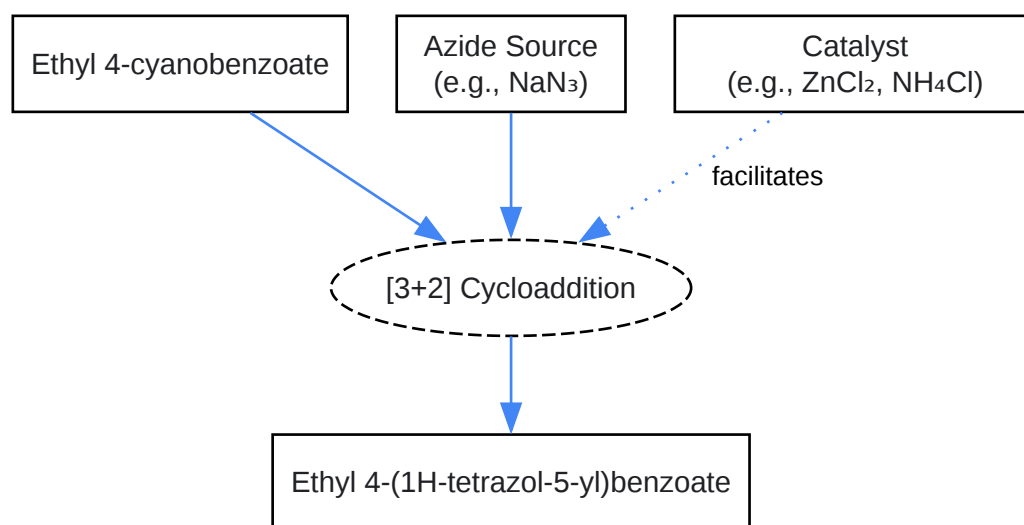 Ethyl 4-cyanobenzoate
Azide Source
(e.g., NaN₃)
Catalyst
(e.g., ZnCl₂, NH₄Cl)
facilitates
[3+2] Cycloaddition
Ethyl 4-(1H-tetrazol-5-yl)benzoate